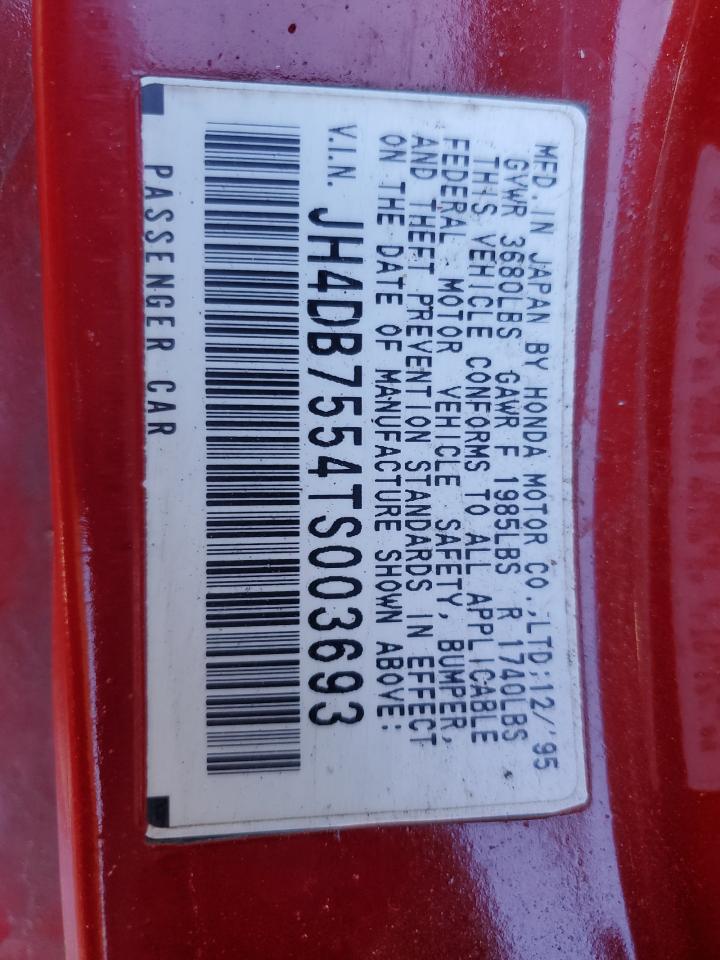 MFD.IN JAPAN BY HONDA MOTOR CO.,LTD:12/'95
GVWR 3680LBS GAWR F 1985LBS R 1740LBS
THIS VEHICLE CONFORMS TO ALL APPLICABLE
FEDERAL MOTOR VEHICLE SAFETY, BUMPER,
AND THEFT PREVENTION STANDARDS IN EFFECT
ON THE DATE OF MANUFACTURE SHOWN ABOVE:
V.I.N. JH4DB7554TS003693
PASSENGER CAR